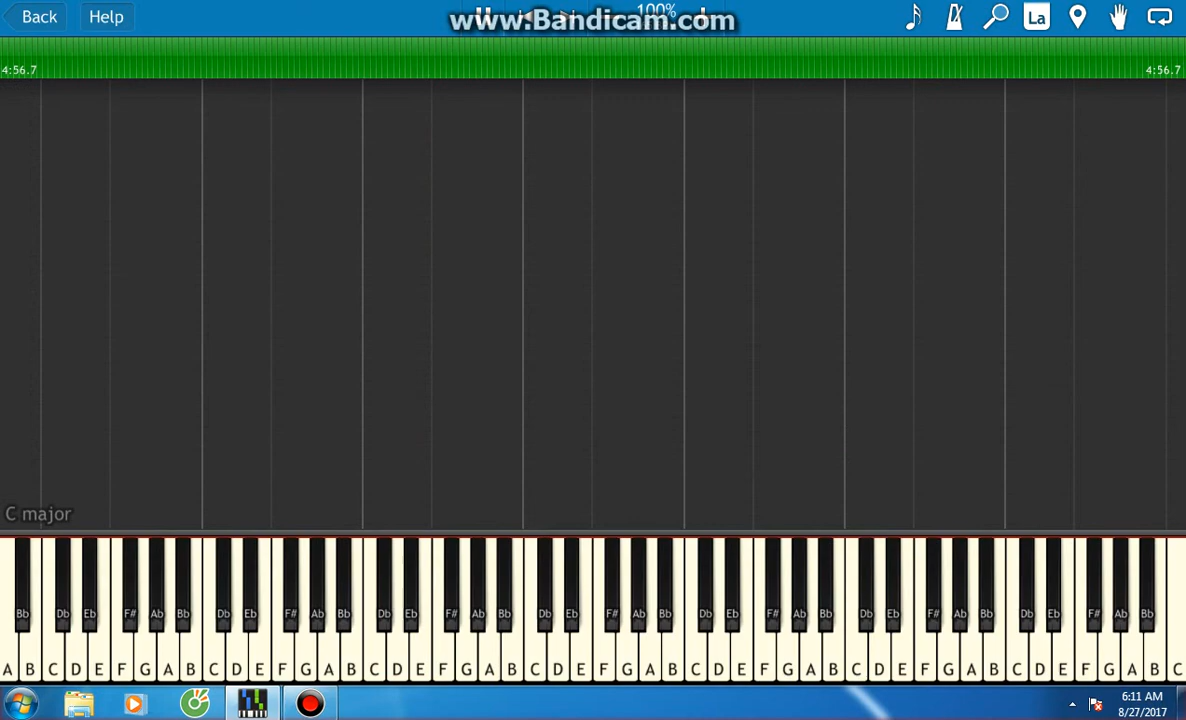 Back Help 100% www.Bandicam.com La
4:56.7 4:56.7
C major
Bb Db Eb F# Ab Bb Db Eb F# Ab Bb Db Eb F# Ab Bb Db Eb F# Ab Bb Db Eb F# Ab Bb Db Eb F# Ab Bb Db Eb F# Ab Bb
A B C D E F G A B C D E F G A B C D E F G A B C D E F G A B C D E F G A B C D E F G A B C D E F G A B C
6:11 AM
8/27/2017